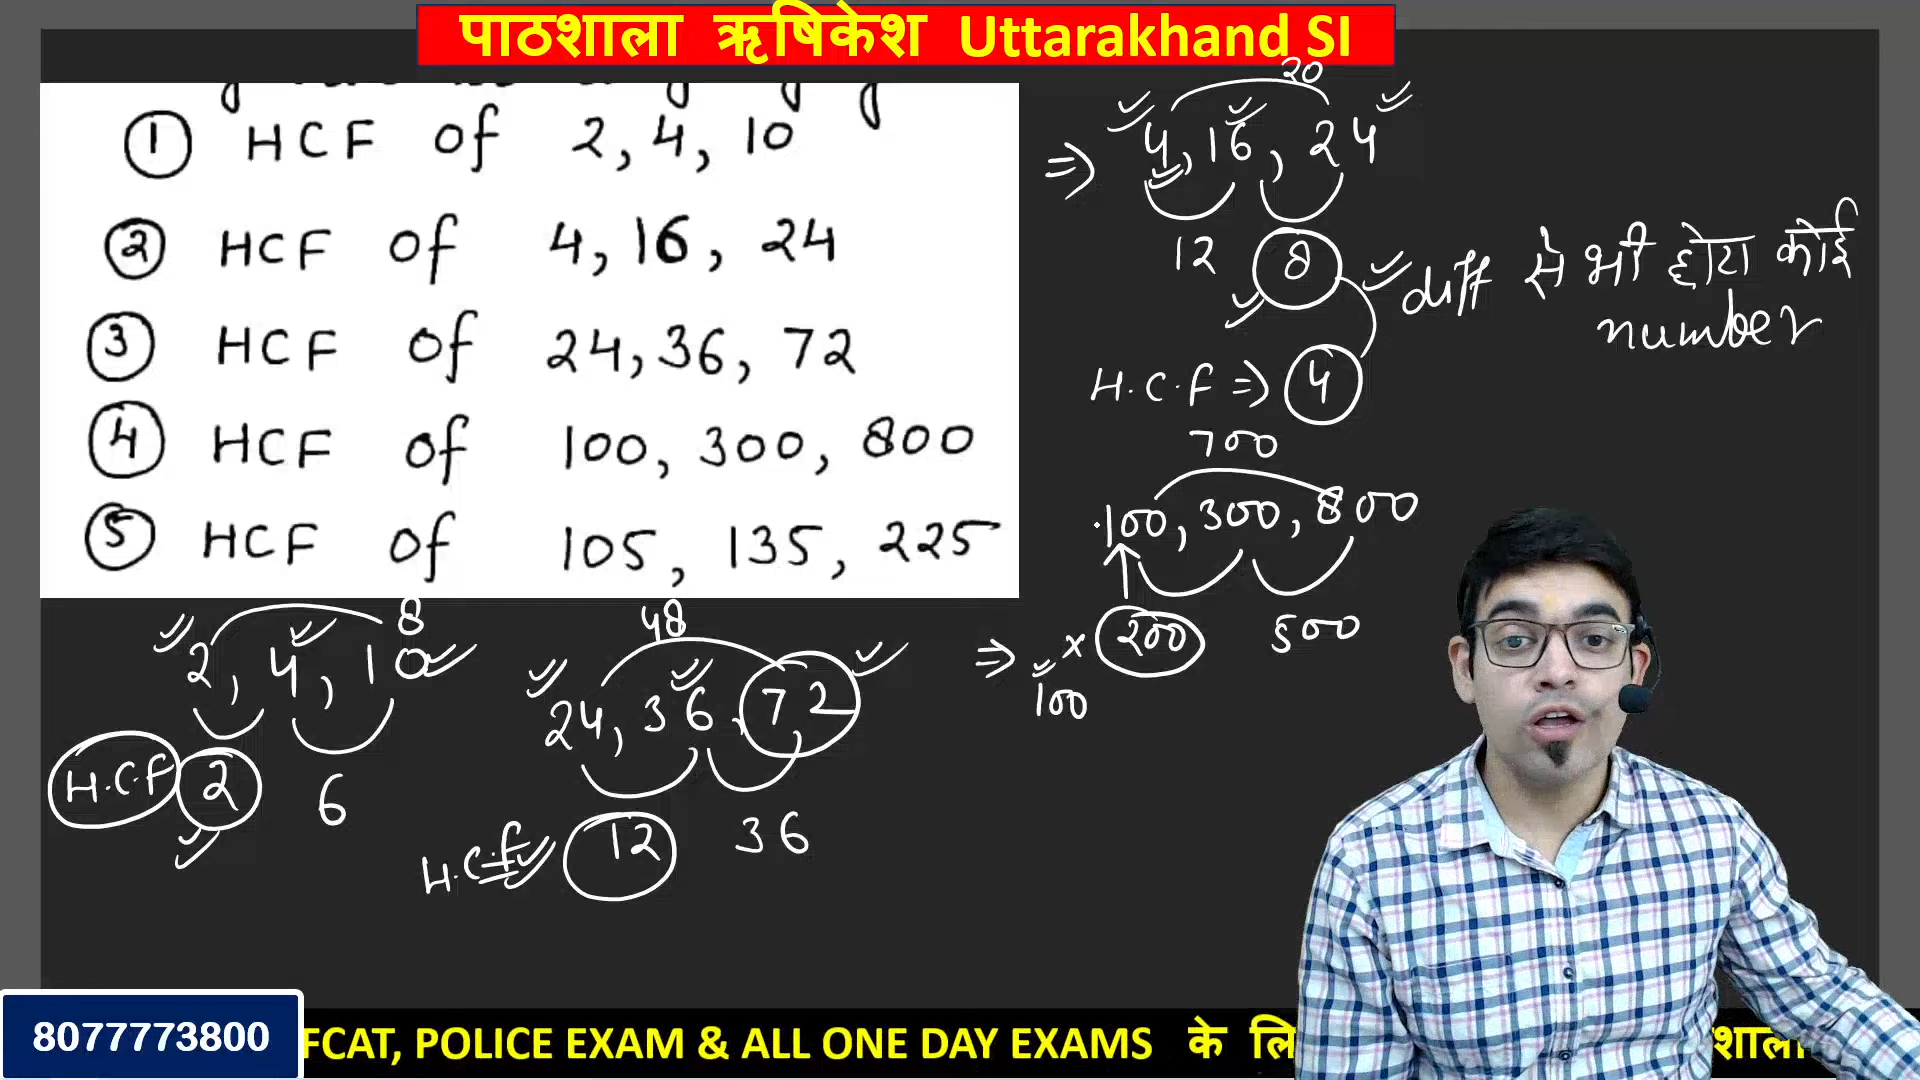 पाठशाला ऋषिकेश Uttarakhand SI
① HCF of 2, 4, 10
② HCF of 4, 16, 24
③ HCF of 24, 36, 72
④ HCF of 100, 300, 800
⑤ HCF of 105, 135, 225
20
⇒ 4, 16, 24
12 8
diff से भी छोटा कोई
number
H.C.F ⇒ 4
700
100, 300, 800
⇒ 100 × 200 500
8
2, 4, 10
H.C.F 2 6
48
24, 36, 72
H.C.F 12 36
8077773800
FCAT, POLICE EXAM & ALL ONE DAY EXAMS के लि
शाला